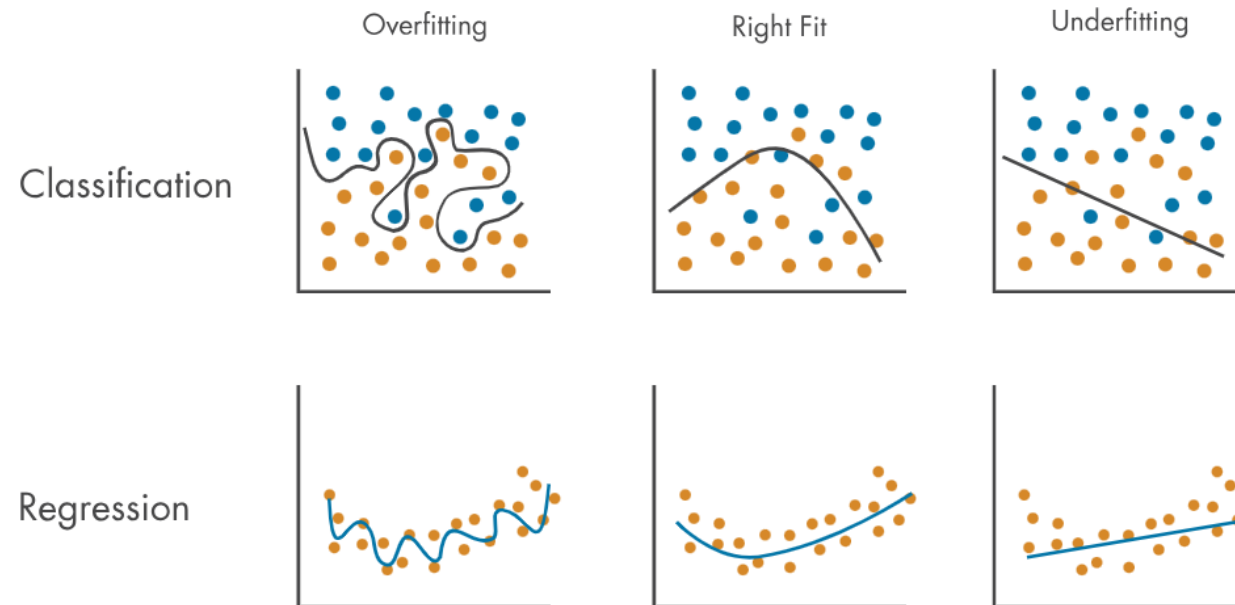 Overfitting
Right Fit
Underfitting
Classification
Regression